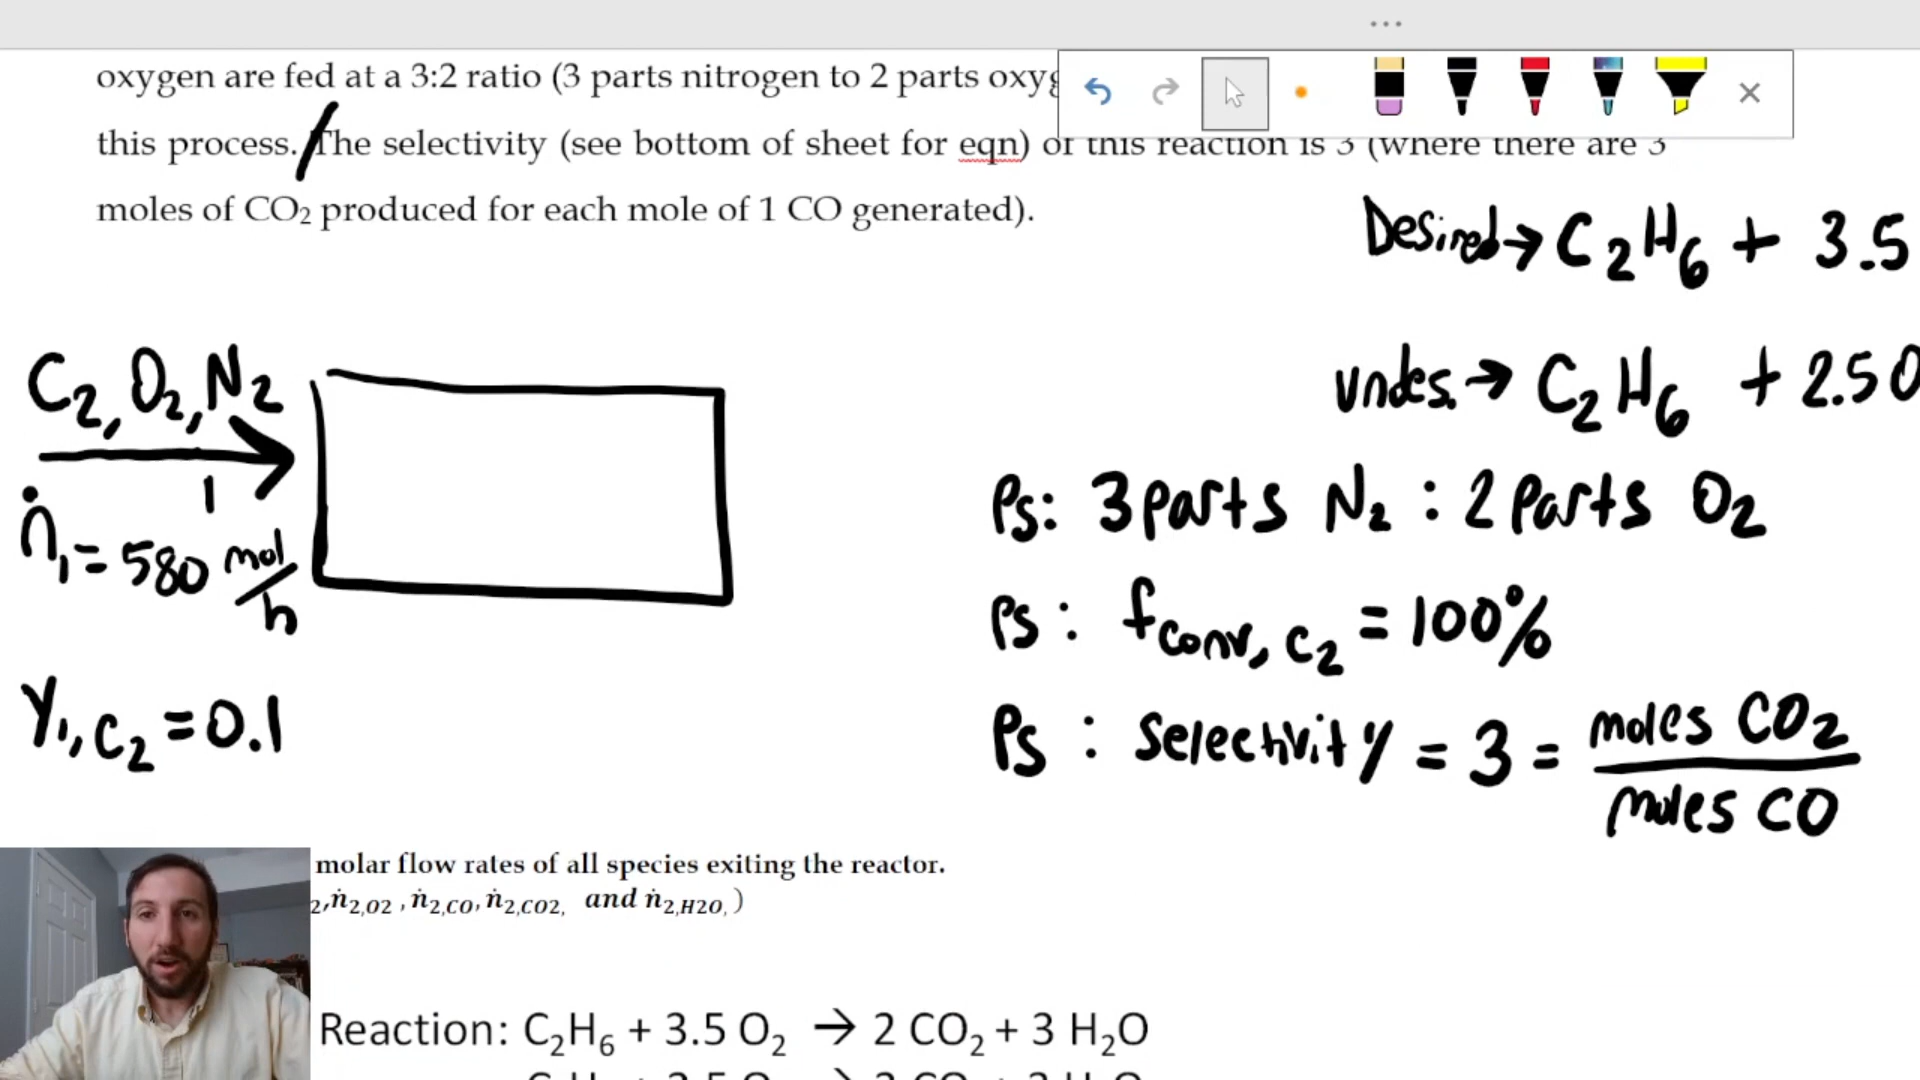 oxygen are fed at a 3:2 ratio (3 parts nitrogen to 2 parts oxyg
this process. The selectivity (see bottom of sheet for eqn) of this reaction is 3 (where there are 3
moles of CO₂ produced for each mole of 1 CO generated).
Desired → C₂H₆ + 3.5
undes. → C₂H₆ + 2.5O
C₂, O₂, N₂
1
ṅ₁ = 580 mol/h
y₁,C₂ = 0.1
Ps: 3 parts N₂ : 2 parts O₂
Ps: fconv, C₂ = 100%
Ps: Selectivity = 3 = moles CO₂ / moles CO
molar flow rates of all species exiting the reactor.
2,ṅ2,O2 , ṅ2,CO, ṅ2,CO2, and ṅ2,H2O, )
Reaction: C₂H₆ + 3.5 O₂ → 2 CO₂ + 3 H₂O